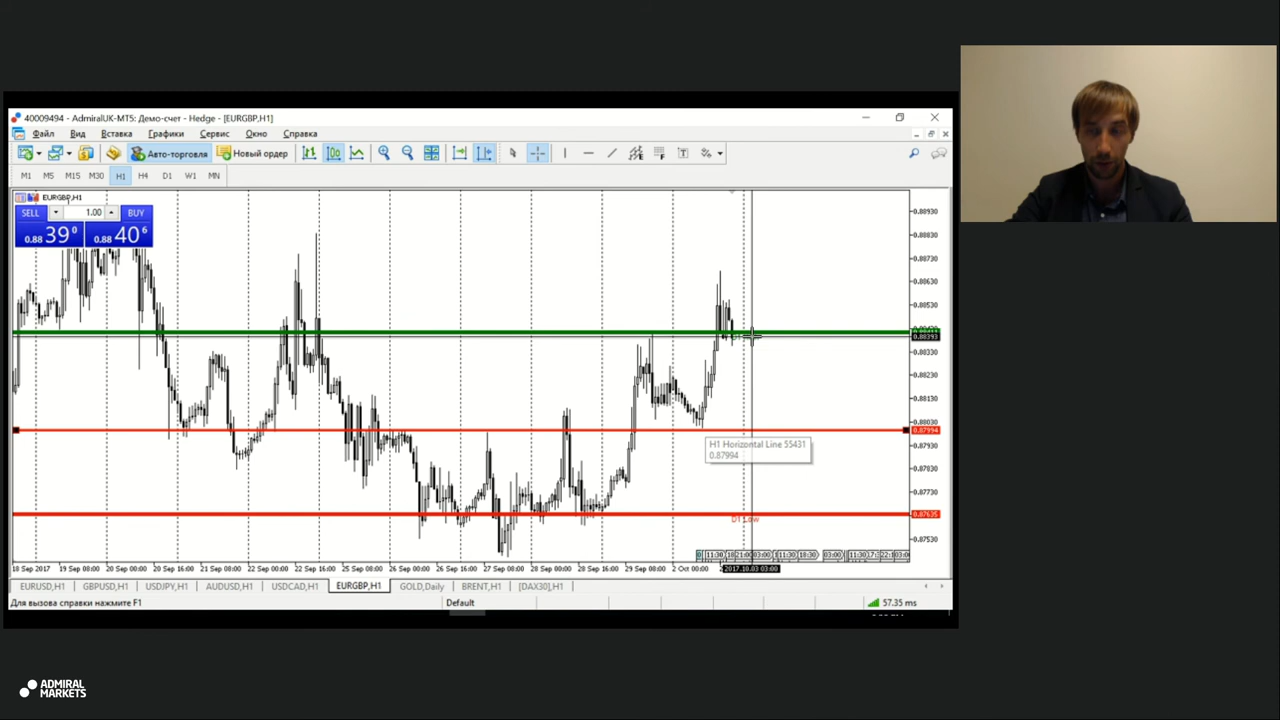 40009494 - AdmiralUK-MT5: Демо-счет - Hedge - [EURGBP,H1]
Файл Вид Вставка Графики Сервис Окно Справка
Авто-торговля Новый ордер
M1 M5 M15 M30 H1 H4 D1 W1 MN
EURGBP,H1
SELL 1.00 BUY
0.88 39 0 0.88 40 6
0.88930
0.88830
0.88730
0.88630
0.88530
0.88393
0.88330
0.88230
0.88130
0.88030
0.87994
0.87930
0.87830
0.87730
0.87635
0.87530
H1 Horizontal Line 55431
0.87994
D1 Low
18 Sep 2017 19 Sep 08:00 20 Sep 00:00 20 Sep 16:00 21 Sep 08:00 22 Sep 00:00 22 Sep 16:00 25 Sep 08:00 26 Sep 00:00 26 Sep 16:00 27 Sep 08:00 28 Sep 00:00 28 Sep 16:00 29 Sep 08:00 2 Oct 00:00 2017.10.03 03:00
EURUSD,H1 GBPUSD,H1 USDJPY,H1 AUDUSD,H1 USDCAD,H1 EURGBP,H1 GOLD,Daily BRENT,H1 [DAX30],H1
Для вызова справки нажмите F1 Default 57.35 ms
ADMIRAL
MARKETS